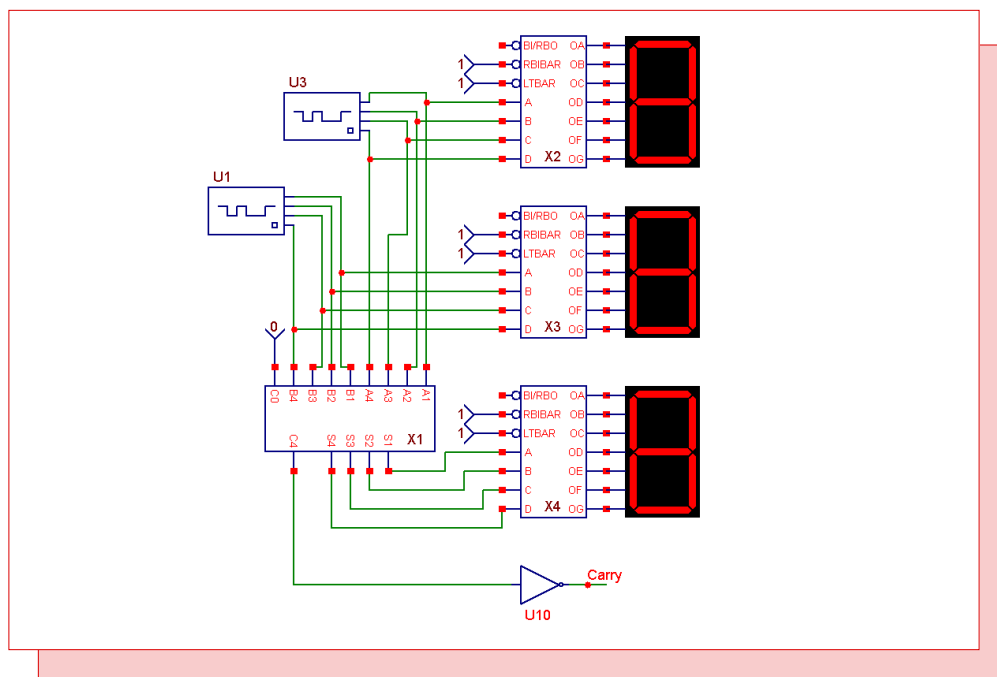 BI/RBO OA
1 RBIBAR OB
1 LTBAR OC
A OD
B OE
C OF
D X2 OG
U3
U1
BI/RBO OA
1 RBIBAR OB
1 LTBAR OC
A OD
B OE
C OF
D X3 OG
0
C0 B4 B3 B2 B1 A4 A3 A2 A1
C4 S4 S3 S2 S1 X1
BI/RBO OA
1 RBIBAR OB
1 LTBAR OC
A OD
B OE
C OF
D X4 OG
Carry
U10